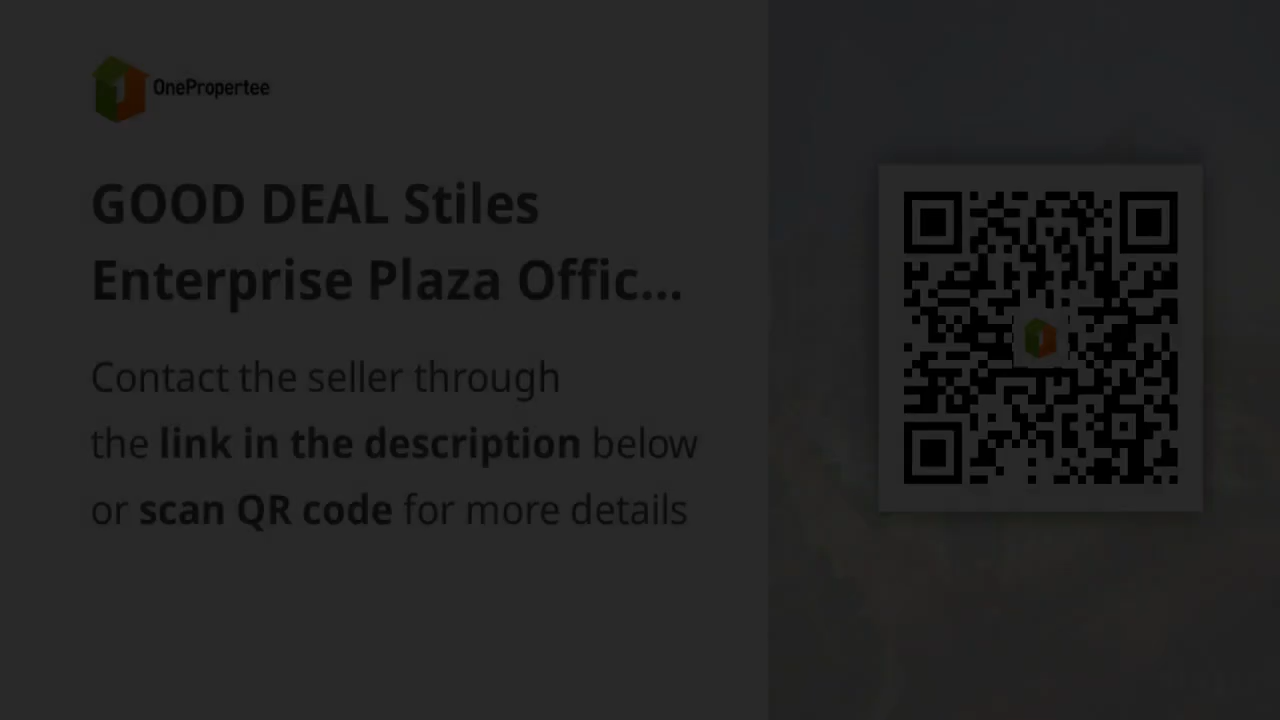 OnePropertee
GOOD DEAL Stiles
Enterprise Plaza Offic...
Contact the seller through
the link in the description below
or scan QR code for more details